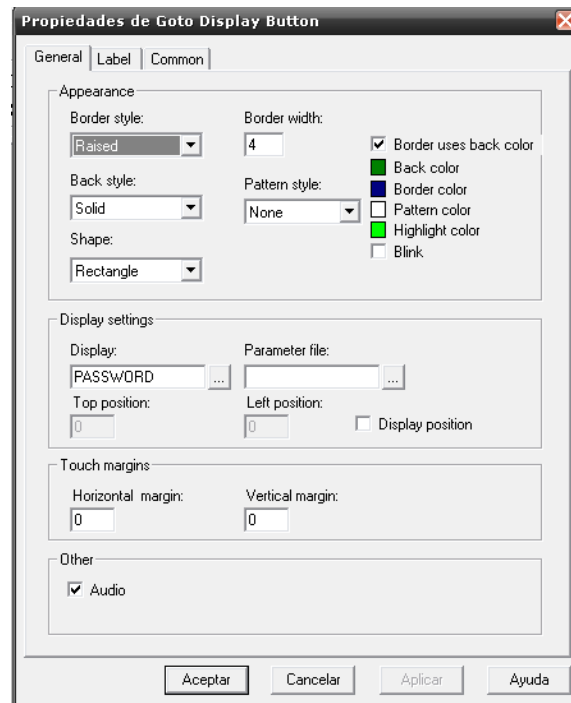 Propiedades de Goto Display Button
General Label Common
Appearance
Border style: Border width:
Raised 4 Border uses back color
Back color
Back style: Pattern style: Border color
Solid None Pattern color
Highlight color
Shape: Blink
Rectangle
Display settings
Display: Parameter file:
PASSWORD ... ...
Top position: Left position:
0 0 Display position
Touch margins
Horizontal margin: Vertical margin:
0 0
Other
Audio
Aceptar Cancelar Aplicar Ayuda